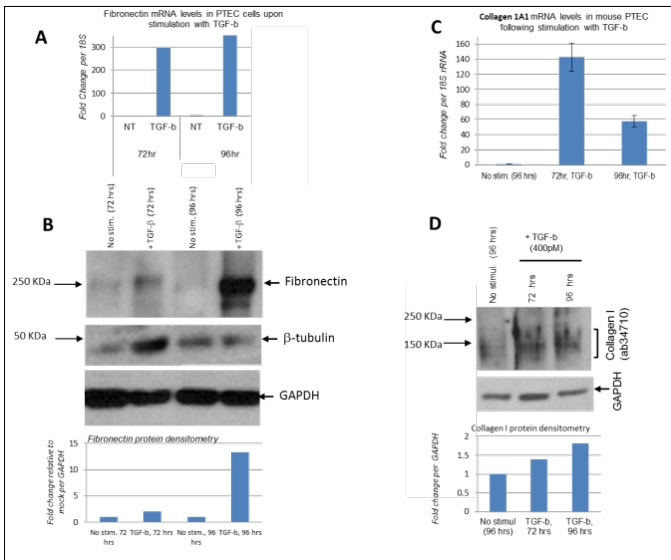 A
Fibronectin mRNA levels in PTEC cells upon
stimulation with TGF-b
Fold Change per 18S
300
200
100
0
NT
TGF-b
NT
TGF-b
72hr
96hr
B
No stim. (72 hrs)
+ TGF-β (72 hrs)
No stim. (96 hrs)
+ TGF-β (96 hrs)
250 KDa
Fibronectin
50 KDa
β-tubulin
GAPDH
Fibronectin protein densitometry
Fold change relative to
mock per GAPDH
15
10
5
0
No stim. 72
hrs
TGF-b, 72 hrs
No stim., 96
hrs
TGF-b, 96 hrs
C
Collagen 1A1 mRNA levels in mouse PTEC
following stimulation with TGF-b
Fold change per 18S rRNA
160
140
120
100
80
60
40
20
0
No stim. (96 hrs)
72hr, TGF-b
96hr, TGF-b
D
No stimul. (96 hrs)
+ TGF-b
(400pM)
72 hrs
96 hrs
250 KDa
150 KDa
Collagen I
(ab34710)
GAPDH
Collagen I protein densitometry
Fold change per GAPDH
2
1.5
1
0.5
0
No stimul
(96 hrs)
TGF-b,
72 hrs
TGF-b,
96 hrs